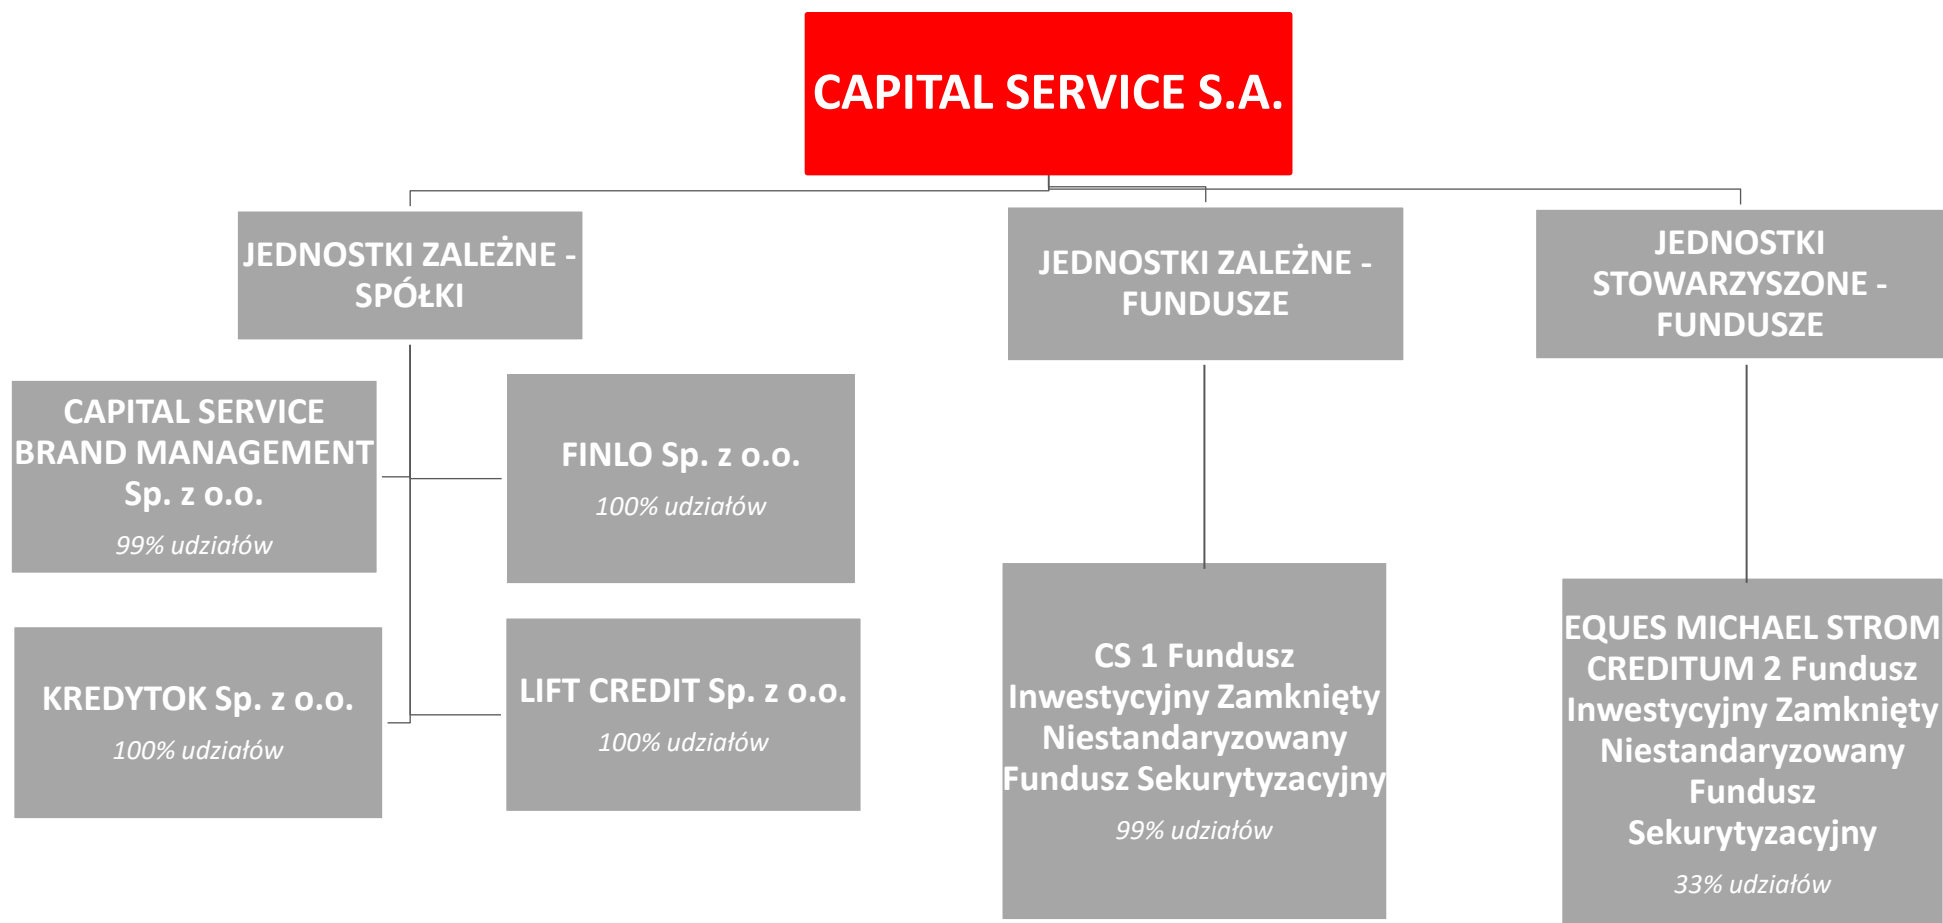 CAPITAL SERVICE S.A.
JEDNOSTKI ZALEŻNE -
SPÓŁKI
CAPITAL SERVICE
BRAND MANAGEMENT
Sp. z o.o.
99% udziałów
FINLO Sp. z o.o.
100% udziałów
KREDYTOK Sp. z o.o.
100% udziałów
LIFT CREDIT Sp. z o.o.
100% udziałów
JEDNOSTKI ZALEŻNE -
FUNDUSZE
CS 1 Fundusz
Inwestycyjny Zamknięty
Niestandaryzowany
Fundusz Sekurytyzacyjny
99% udziałów
JEDNOSTKI
STOWARZYSZONE -
FUNDUSZE
EQUES MICHAEL STROM
CREDITUM 2 Fundusz
Inwestycyjny Zamknięty
Niestandaryzowany
Fundusz
Sekurytyzacyjny
33% udziałów